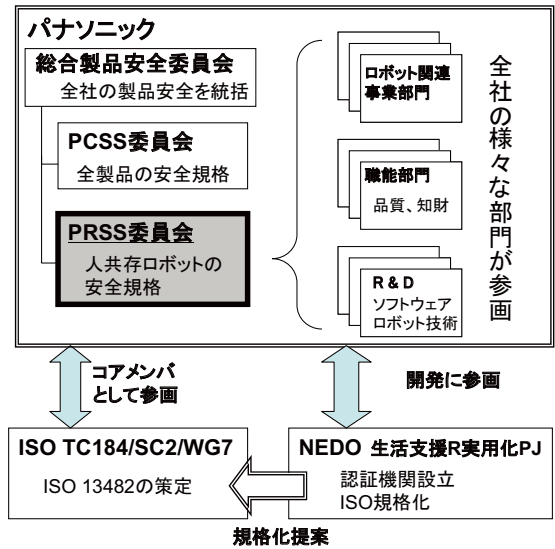 パナソニック
総合製品安全委員会
全社の製品安全を統括
PCSS委員会
全製品の安全規格
PRSS委員会
人共存ロボットの
安全規格
ロボット関連
事業部門
職能部門
品質、知財
R & D
ソフトウェア
ロボット技術
全社の様々な部門が参画
コアメンバ
として参画
開発に参画
ISO TC184/SC2/WG7
ISO 13482の策定
NEDO 生活支援R実用化PJ
認証機関設立
ISO規格化
規格化提案